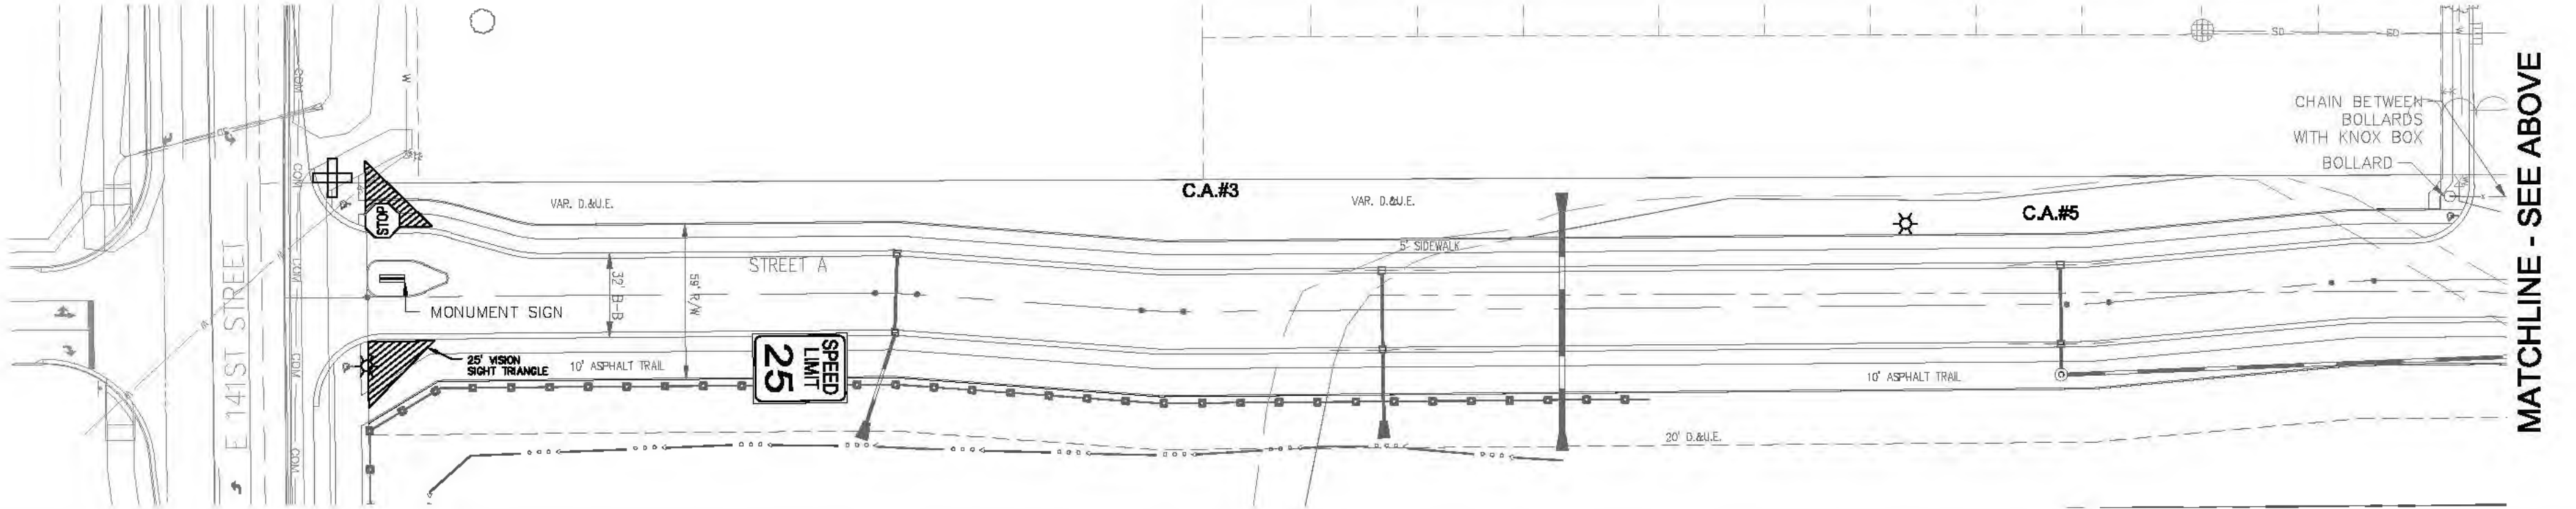 COM
W
COM
COM
COM
COM
E 141ST STREET
STOP
VAR. D.&U.E.
C.A.#3
VAR. D.&U.E.
C.A.#5
5' SIDEWALK
STREET A
32' B-B
59' R/W
MONUMENT SIGN
25' VISION
SIGHT TRIANGLE
10' ASPHALT TRAIL
SPEED
LIMIT
25
10' ASPHALT TRAIL
20' D.&U.E.
SD
SD
CHAIN BETWEEN
BOLLARDS
WITH KNOX BOX
BOLLARD
MATCHLINE - SEE ABOVE